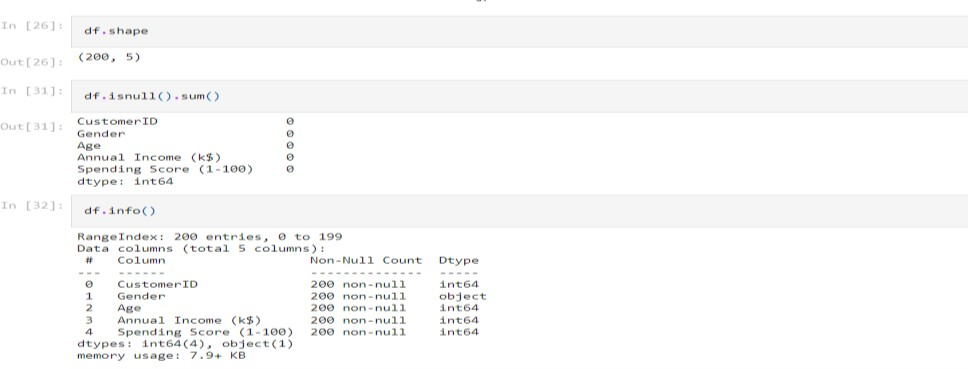 In [26]: df.shape
Out[26]: (200, 5)
In [31]: df.isnull().sum()
Out[31]: CustomerID 0
Gender 0
Age 0
Annual Income (k$) 0
Spending Score (1-100) 0
dtype: int64
In [32]: df.info()
RangeIndex: 200 entries, 0 to 199
Data columns (total 5 columns):
# Column Non-Null Count Dtype
--- ------ -------------- -----
0 CustomerID 200 non-null int64
1 Gender 200 non-null object
2 Age 200 non-null int64
3 Annual Income (k$) 200 non-null int64
4 Spending Score (1-100) 200 non-null int64
dtypes: int64(4), object(1)
memory usage: 7.9+ KB